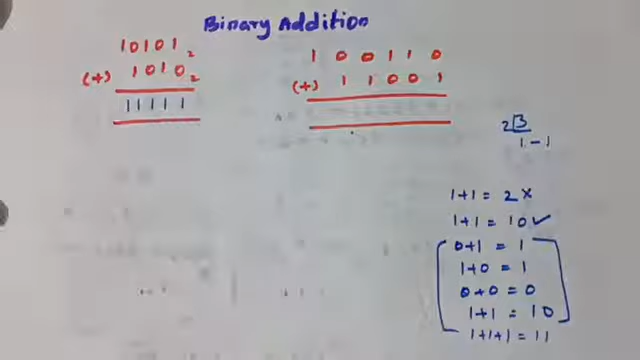 Binary Addition
10101₂
(+) 1010₂
11111
1 0 0 1 1 0
(+) 1 1 0 0 1
2 3
1 - 1
1+1 = 2 ×
1+1 = 10 ✓
0+1 = 1
1+0 = 1
0+0 = 0
1+1 = 10
1+1+1 = 11